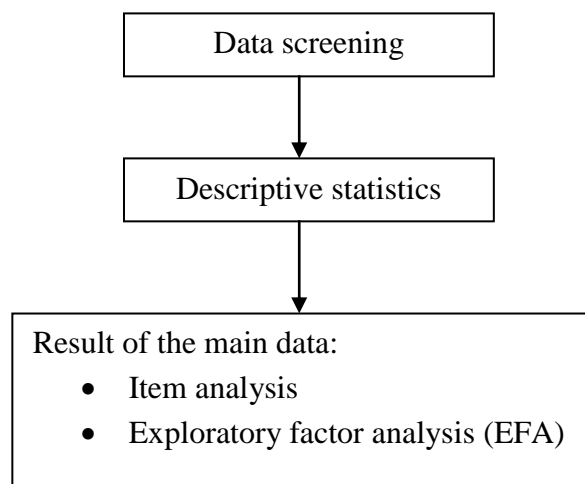 Data screening
Descriptive statistics
Result of the main data:
• Item analysis
• Exploratory factor analysis (EFA)